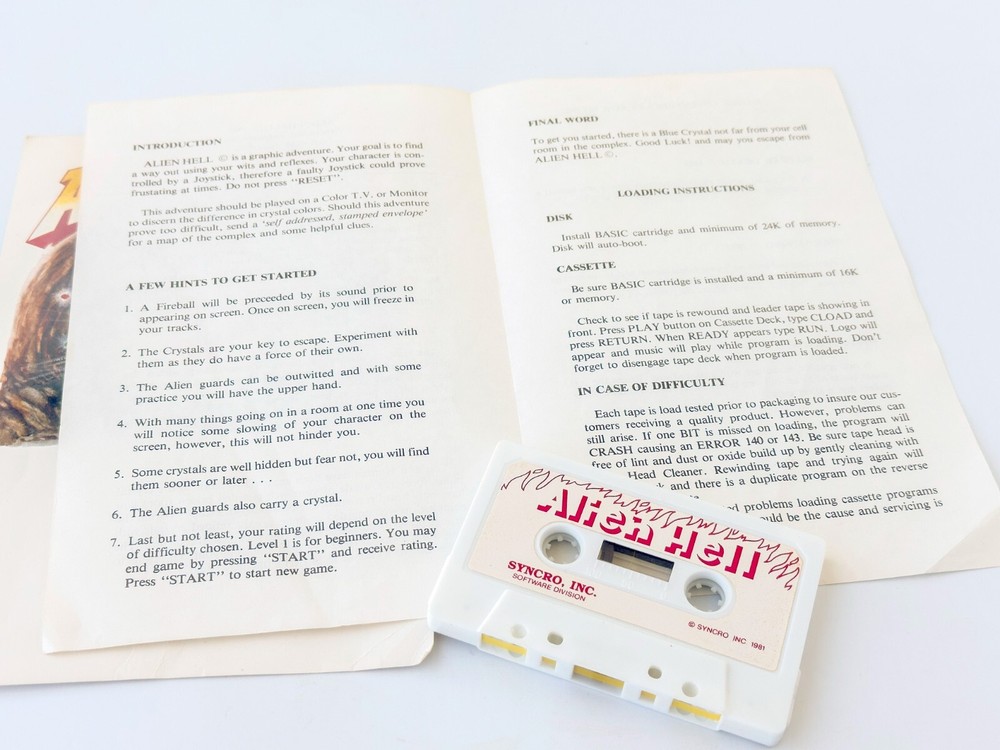 INTRODUCTION
ALIEN HELL © is a graphic adventure. Your goal is to find
a way out using your wits and reflexes. Your character is con-
trolled by a Joystick, therefore a faulty Joystick could prove
frustrating at times. Do not press "RESET".
This adventure should be played on a Color T.V. or Monitor
to discern the difference in crystal colors. Should this adventure
prove too difficult, send a 'self addressed, stamped envelope'
for a map of the complex and some helpful clues.
A FEW HINTS TO GET STARTED
1. A Fireball will be preceeded by its sound prior to
appearing on screen. Once on screen, you will freeze in
your tracks.
2. The Crystals are your key to escape. Experiment with
them as they do have a force of their own.
3. The Alien guards can be outwitted and with some
practice you will have the upper hand.
4. With many things going on in a room at one time you
will notice some slowing of your character on the
screen, however, this will not hinder you.
5. Some crystals are well hidden but fear not, you will find
them sooner or later . . .
6. The Alien guards also carry a crystal.
7. Last but not least, your rating will depend on the level
of difficulty chosen. Level 1 is for beginners. You may
end game by pressing "START" and receive rating.
Press "START" to start new game.
FINAL WORD
To get you started, there is a Blue Crystal not far from your cell
room in the complex. Good Luck! and may you escape from
ALIEN HELL ©.
LOADING INSTRUCTIONS
DISK
Install BASIC cartridge and minimum of 24K of memory.
Disk will auto-boot.
CASSETTE
Be sure BASIC cartridge is installed and a minimum of 16K
or memory.
Check to see if tape is rewound and leader tape is showing in
front. Press PLAY button on Cassette Deck, type CLOAD and
press RETURN. When READY appears type RUN. Logo will
appear and music will play while program is loading. Don't
forget to disengage tape deck when program is loaded.
IN CASE OF DIFFICULTY
Each tape is load tested prior to packaging to insure our cus-
tomers receiving a quality product. However, problems can
still arise. If one BIT is missed on loading, the program will
CRASH causing an ERROR 140 or 143. Be sure tape head is
free of lint and dust or oxide build up by gently cleaning with
Head Cleaner. Rewinding tape and trying again will
and there is a duplicate program on the reverse
problems loading cassette programs
be the cause and servicing is
Alien Hell
SYNCRO, INC.
SOFTWARE DIVISION
© SYNCRO INC 1981